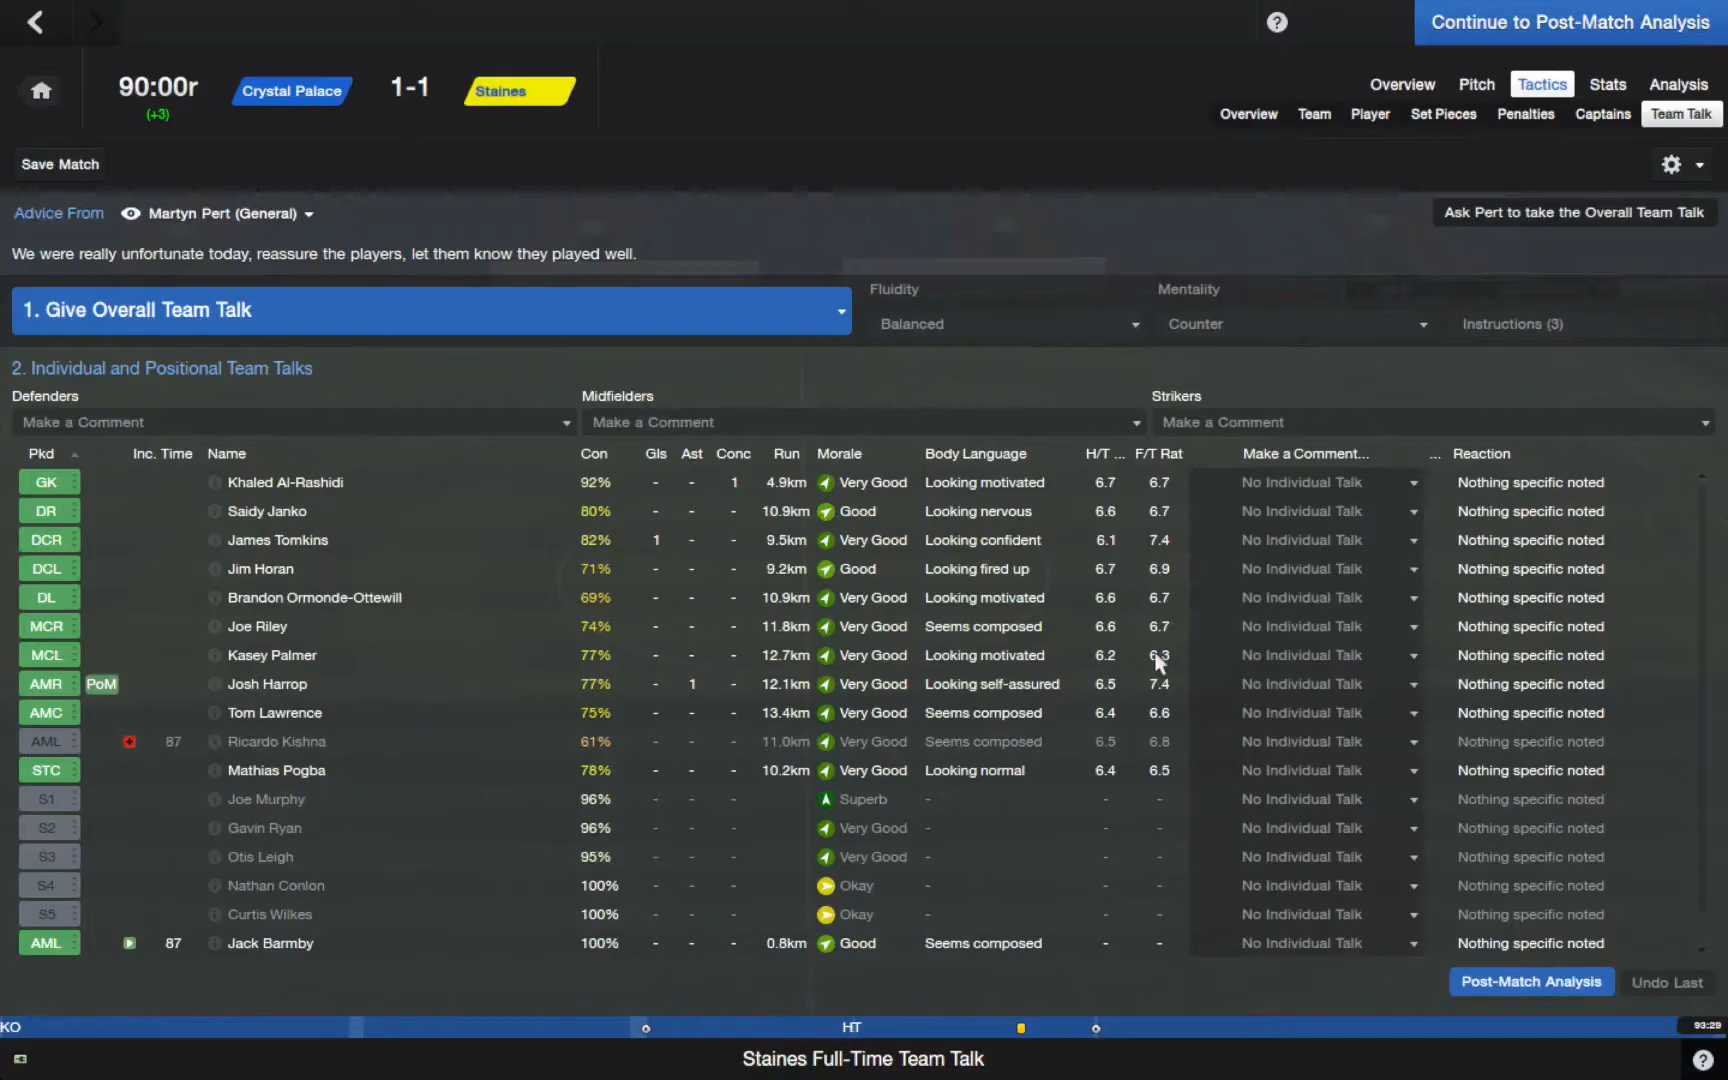 Continue to Post-Match Analysis
90:00r Crystal Palace 1-1 Staines
(+3)
Overview Pitch Tactics Stats Analysis
Overview Team Player Set Pieces Penalties Captains Team Talk
Save Match
Advice From Martyn Pert (General)
Ask Pert to take the Overall Team Talk
We were really unfortunate today, reassure the players, let them know they played well.
1. Give Overall Team Talk
Fluidity Mentality
Balanced Counter Instructions (3)
2. Individual and Positional Team Talks
Defenders Midfielders Strikers
Make a Comment Make a Comment Make a Comment
Pkd Inc. Time Name Con Gls Ast Conc Run Morale Body Language H/T ... F/T Rat Make a Comment... ... Reaction
GK Khaled Al-Rashidi 92% - - 1 4.9km Very Good Looking motivated 6.7 6.7 No Individual Talk Nothing specific noted
DR Saidy Janko 80% - - - 10.9km Good Looking nervous 6.6 6.7 No Individual Talk Nothing specific noted
DCR James Tomkins 82% 1 - - 9.5km Very Good Looking confident 6.1 7.4 No Individual Talk Nothing specific noted
DCL Jim Horan 71% - - - 9.2km Good Looking fired up 6.7 6.9 No Individual Talk Nothing specific noted
DL Brandon Ormonde-Ottewill 69% - - - 10.9km Very Good Looking motivated 6.6 6.7 No Individual Talk Nothing specific noted
MCR Joe Riley 74% - - - 11.8km Very Good Seems composed 6.6 6.7 No Individual Talk Nothing specific noted
MCL Kasey Palmer 77% - - - 12.7km Very Good Looking motivated 6.2 6.3 No Individual Talk Nothing specific noted
AMR PoM Josh Harrop 77% - 1 - 12.1km Very Good Looking self-assured 6.5 7.4 No Individual Talk Nothing specific noted
AMC Tom Lawrence 75% - - - 13.4km Very Good Seems composed 6.4 6.6 No Individual Talk Nothing specific noted
AML 87 Ricardo Kishna 61% - - - 11.0km Very Good Seems composed 6.5 6.8 No Individual Talk Nothing specific noted
STC Mathias Pogba 78% - - - 10.2km Very Good Looking normal 6.4 6.5 No Individual Talk Nothing specific noted
S1 Joe Murphy 96% - - - Superb - - - No Individual Talk Nothing specific noted
S2 Gavin Ryan 96% - - - Very Good - - - No Individual Talk Nothing specific noted
S3 Otis Leigh 95% - - - Very Good - - - No Individual Talk Nothing specific noted
S4 Nathan Conlon 100% - - - Okay - - - No Individual Talk Nothing specific noted
S5 Curtis Wilkes 100% - - - Okay - - - No Individual Talk Nothing specific noted
AML 87 Jack Barmby 100% - - - 0.8km Good Seems composed - - No Individual Talk Nothing specific noted
Post-Match Analysis Undo Last
KO HT 93:29
Staines Full-Time Team Talk